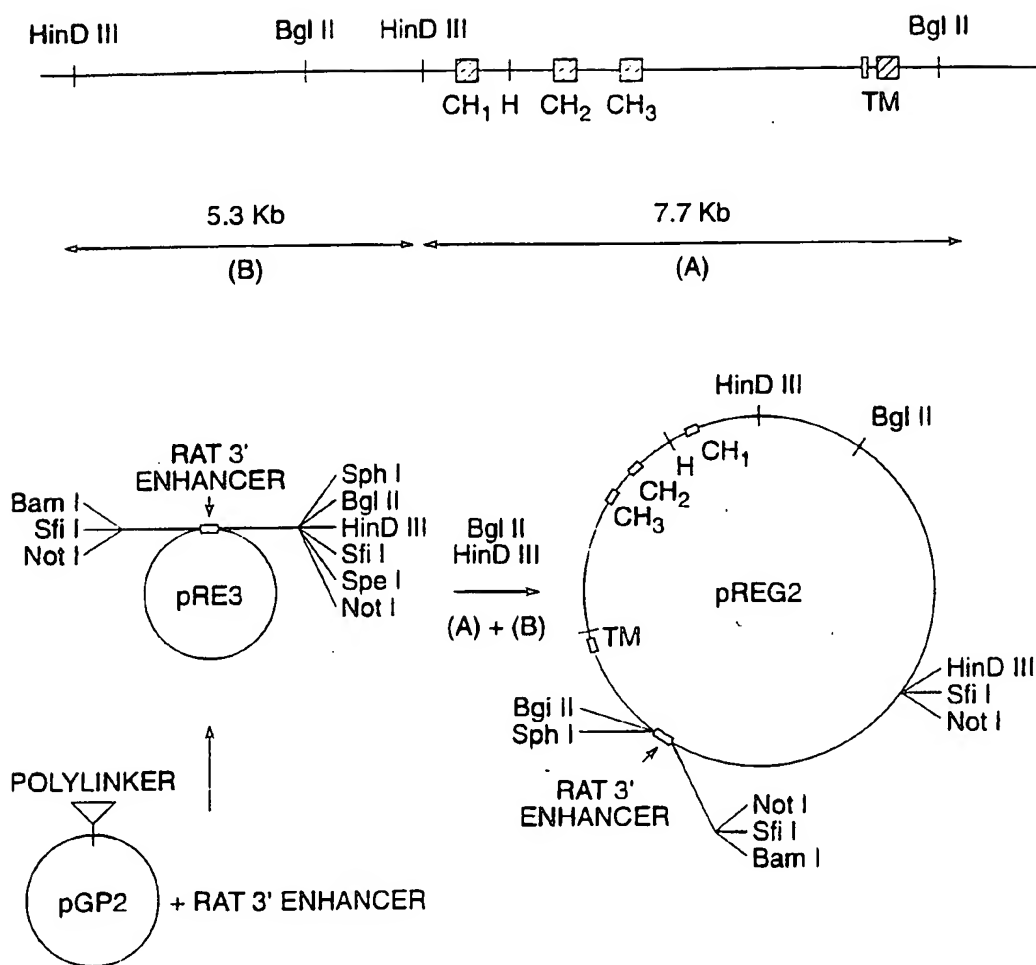 HinD III
Bgl II
HinD III
Bgl II
CH1
H
CH2
CH3
TM
5.3 Kb
7.7 Kb
(B)
(A)
RAT 3'
ENHANCER
Bam I
Sfi I
Not I
Sph I
Bgl II
HinD III
Sfi I
Spe I
Not I
pRE3
Bgl II
HinD III
(A) + (B)
HinD III
Bgl II
CH1
H
CH2
CH3
pREG2
TM
HinD III
Sfi I
Not I
Bgi II
Sph I
RAT 3'
ENHANCER
Not I
Sfi I
Bam I
POLYLINKER
pGP2
+ RAT 3' ENHANCER